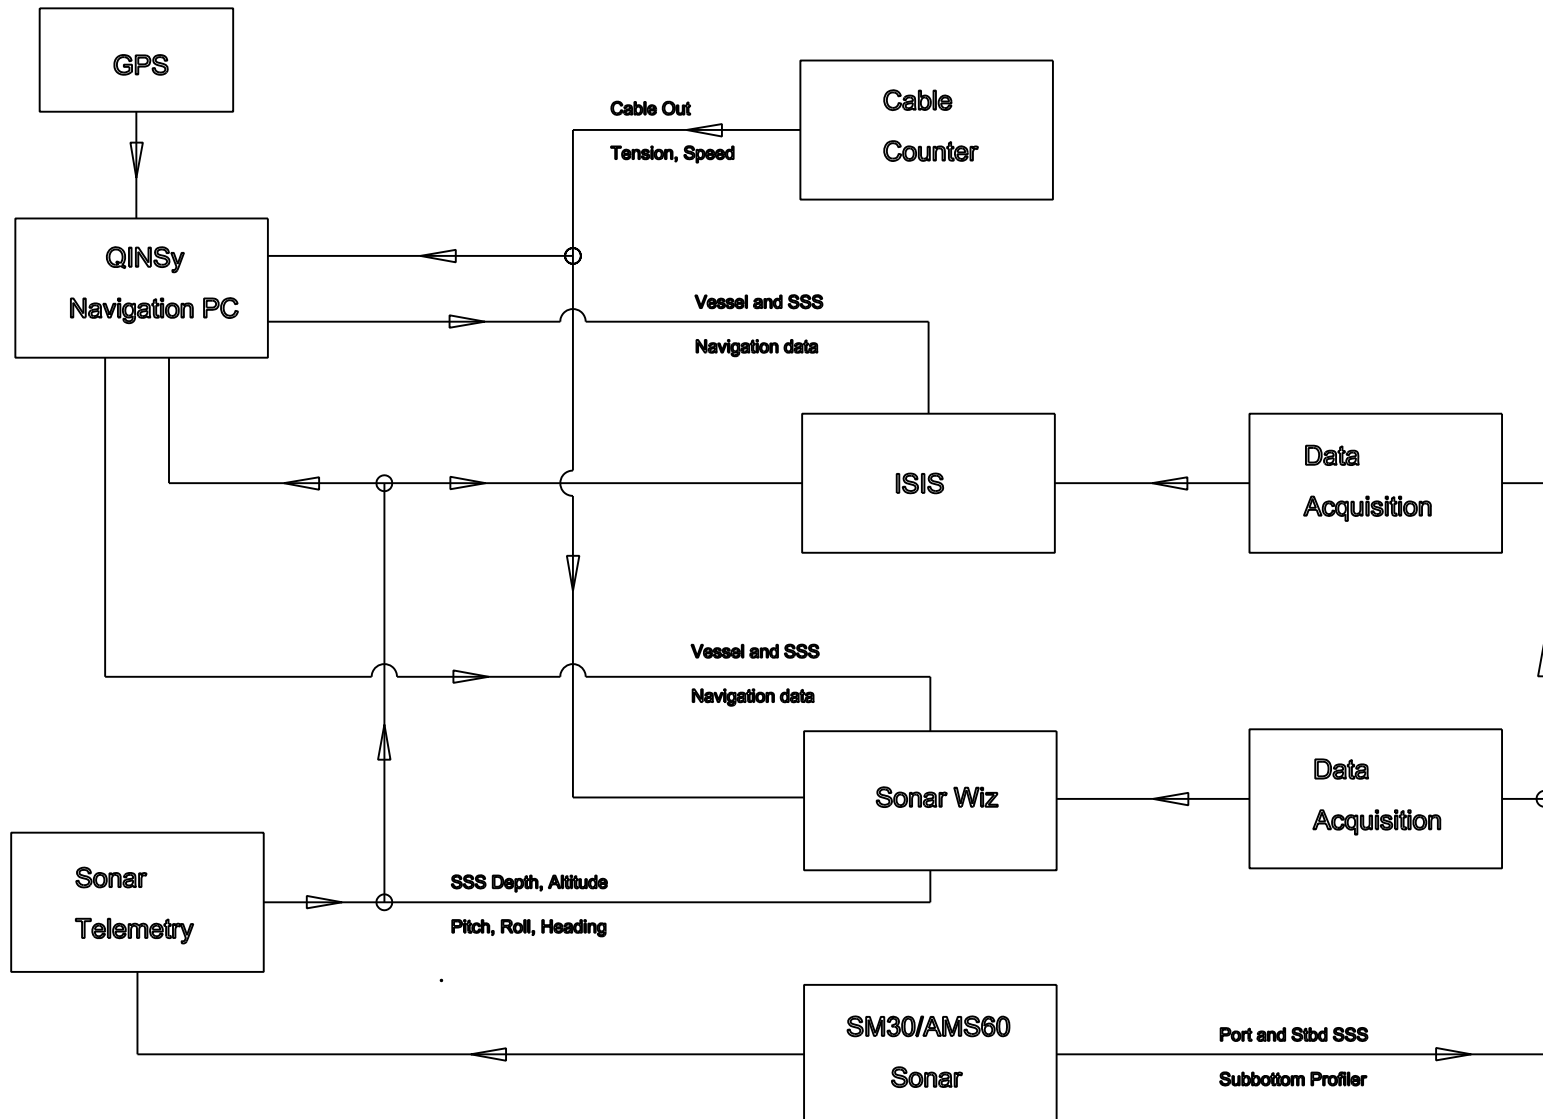 GPS
Cable Out
Tension, Speed
Cable
Counter
QINSy
Navigation PC
Vessel and SSS
Navigation data
ISIS
Data
Acquisition
Vessel and SSS
Navigation data
Sonar Wiz
Data
Acquisition
Sonar
Telemetry
SSS Depth, Altitude
Pitch, Roll, Heading
SM30/AMS60
Sonar
Port and Stbd SSS
Subbottom Profiler